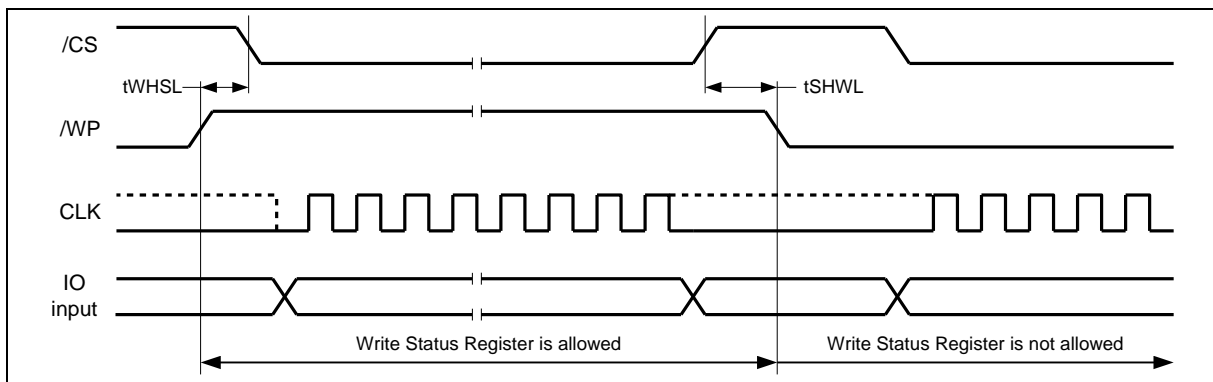 /CS
tWHSL
tSHWL
/WP
CLK
IO
input
Write Status Register is allowed
Write Status Register is not allowed